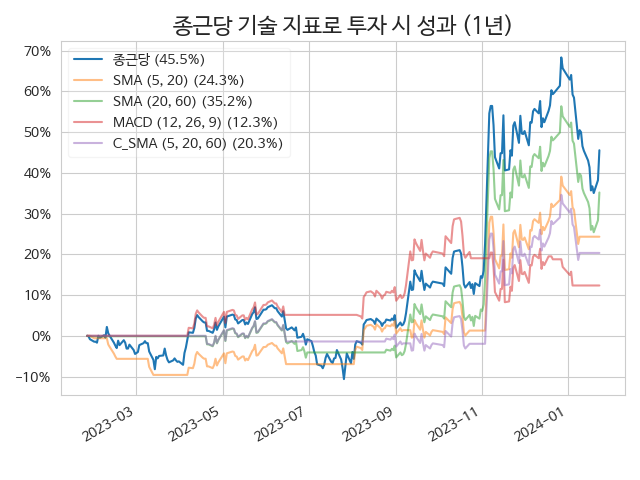 종근당 기술 지표로 투자 시 성과 (1년)
70%
60%
50%
40%
30%
20%
10%
0%
−10%
종근당 (45.5%)
SMA (5, 20) (24.3%)
SMA (20, 60) (35.2%)
MACD (12, 26, 9) (12.3%)
C_SMA (5, 20, 60) (20.3%)
2023−03
2023−05
2023−07
2023−09
2023−11
2024−01